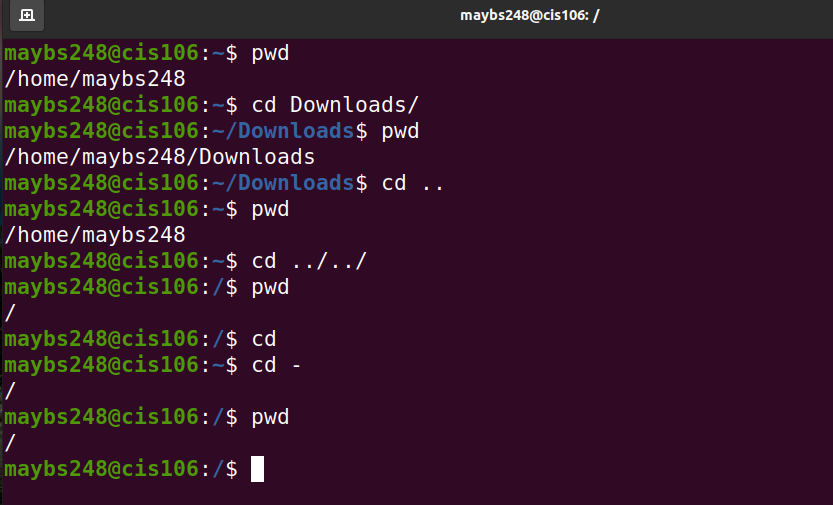 maybs248@cis106: /
maybs248@cis106:~$ pwd
/home/maybs248
maybs248@cis106:~$ cd Downloads/
maybs248@cis106:~/Downloads$ pwd
/home/maybs248/Downloads
maybs248@cis106:~/Downloads$ cd ..
maybs248@cis106:~$ pwd
/home/maybs248
maybs248@cis106:~$ cd ../../
maybs248@cis106:/$ pwd
/
maybs248@cis106:/$ cd
maybs248@cis106:~$ cd -
/
maybs248@cis106:/$ pwd
/
maybs248@cis106:/$